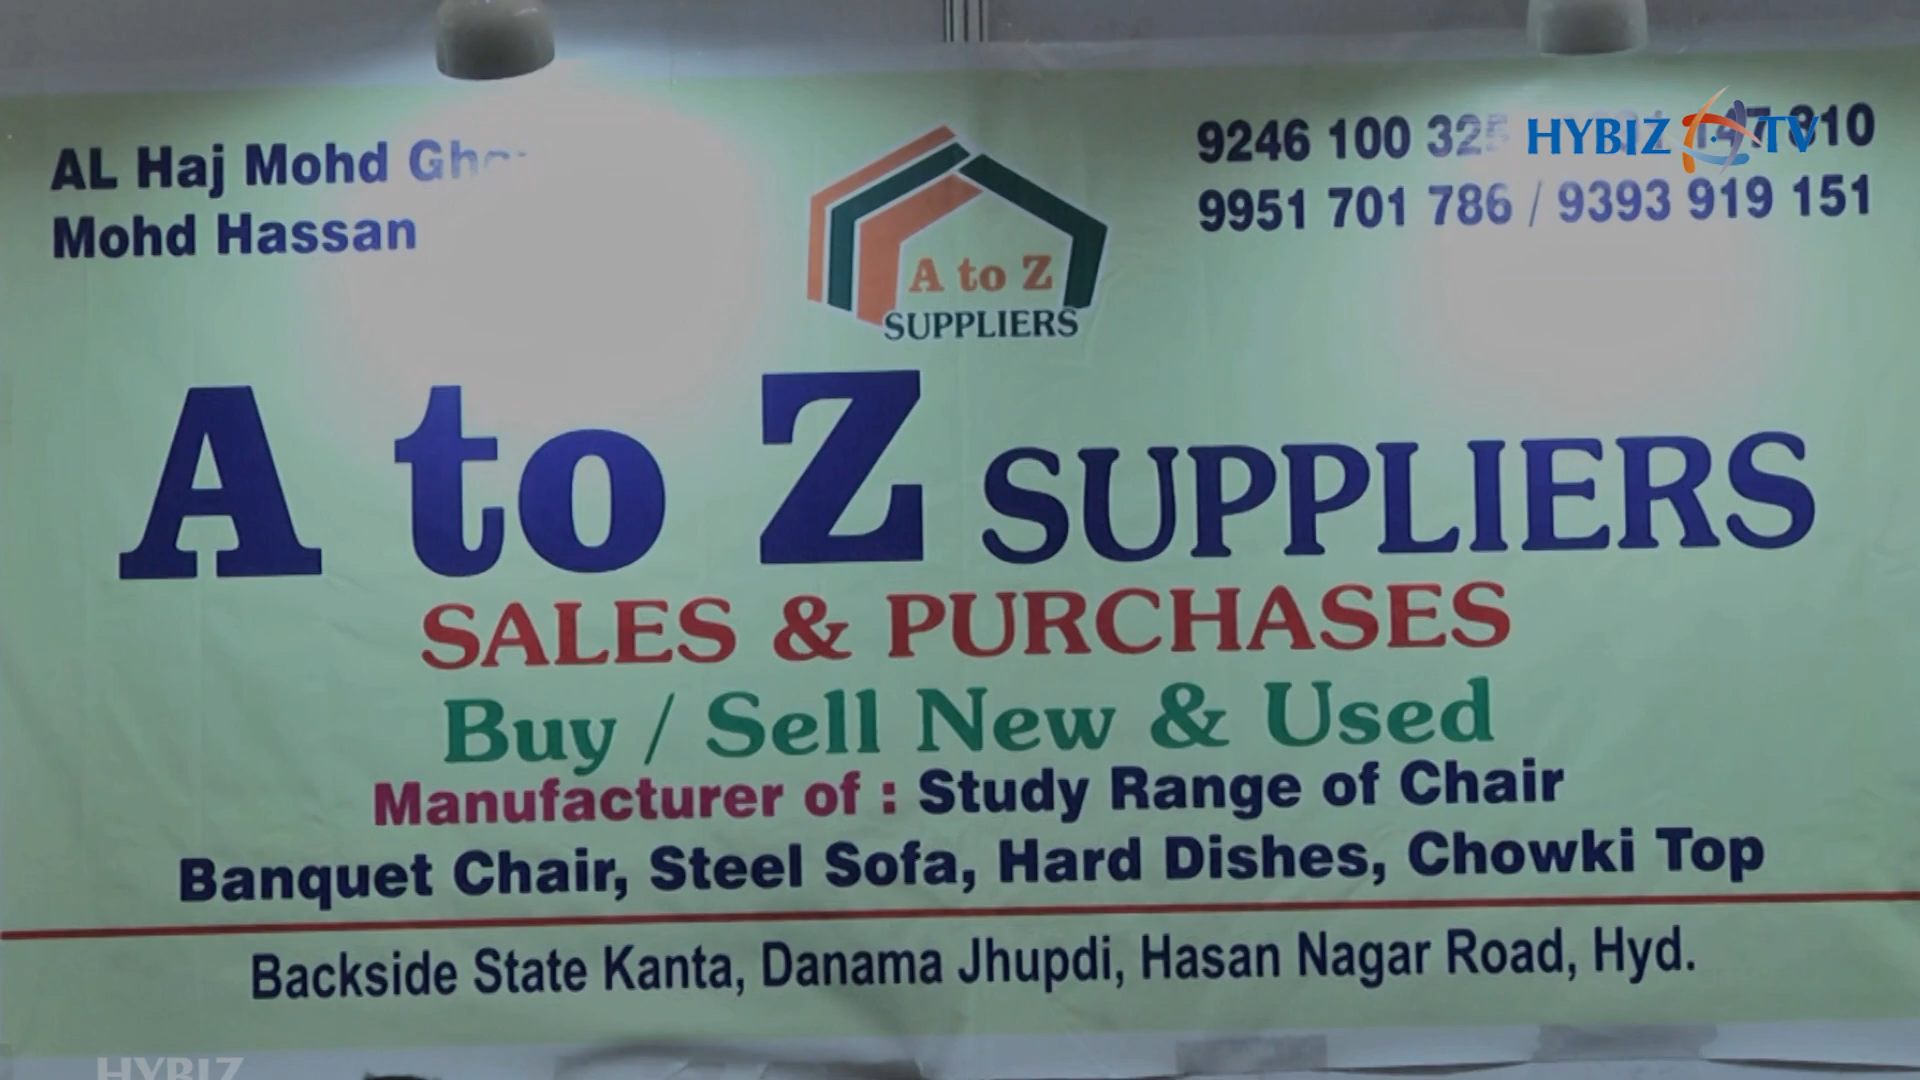 AL Haj Mohd
Mohd Hassan
9246 100 325
9951 701 786 / 9393 919 151
HYBIZ TV
A to Z
SUPPLIERS
A to Z SUPPLIERS
SALES & PURCHASES
Buy / Sell New & Used
Manufacturer of : Study Range of Chair
Banquet Chair, Steel Sofa, Hard Dishes, Chowki Top
Backside State Kanta, Danama Jhupdi, Hasan Nagar Road, Hyd.
HYBIZ